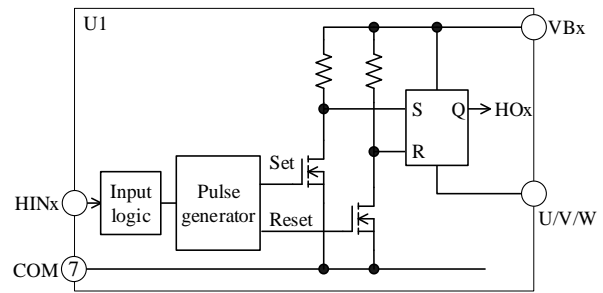 U1
VBx
S Q HOx
R
Set
HINx
Input
logic
Pulse
generator
Reset
U/V/W
COM 7